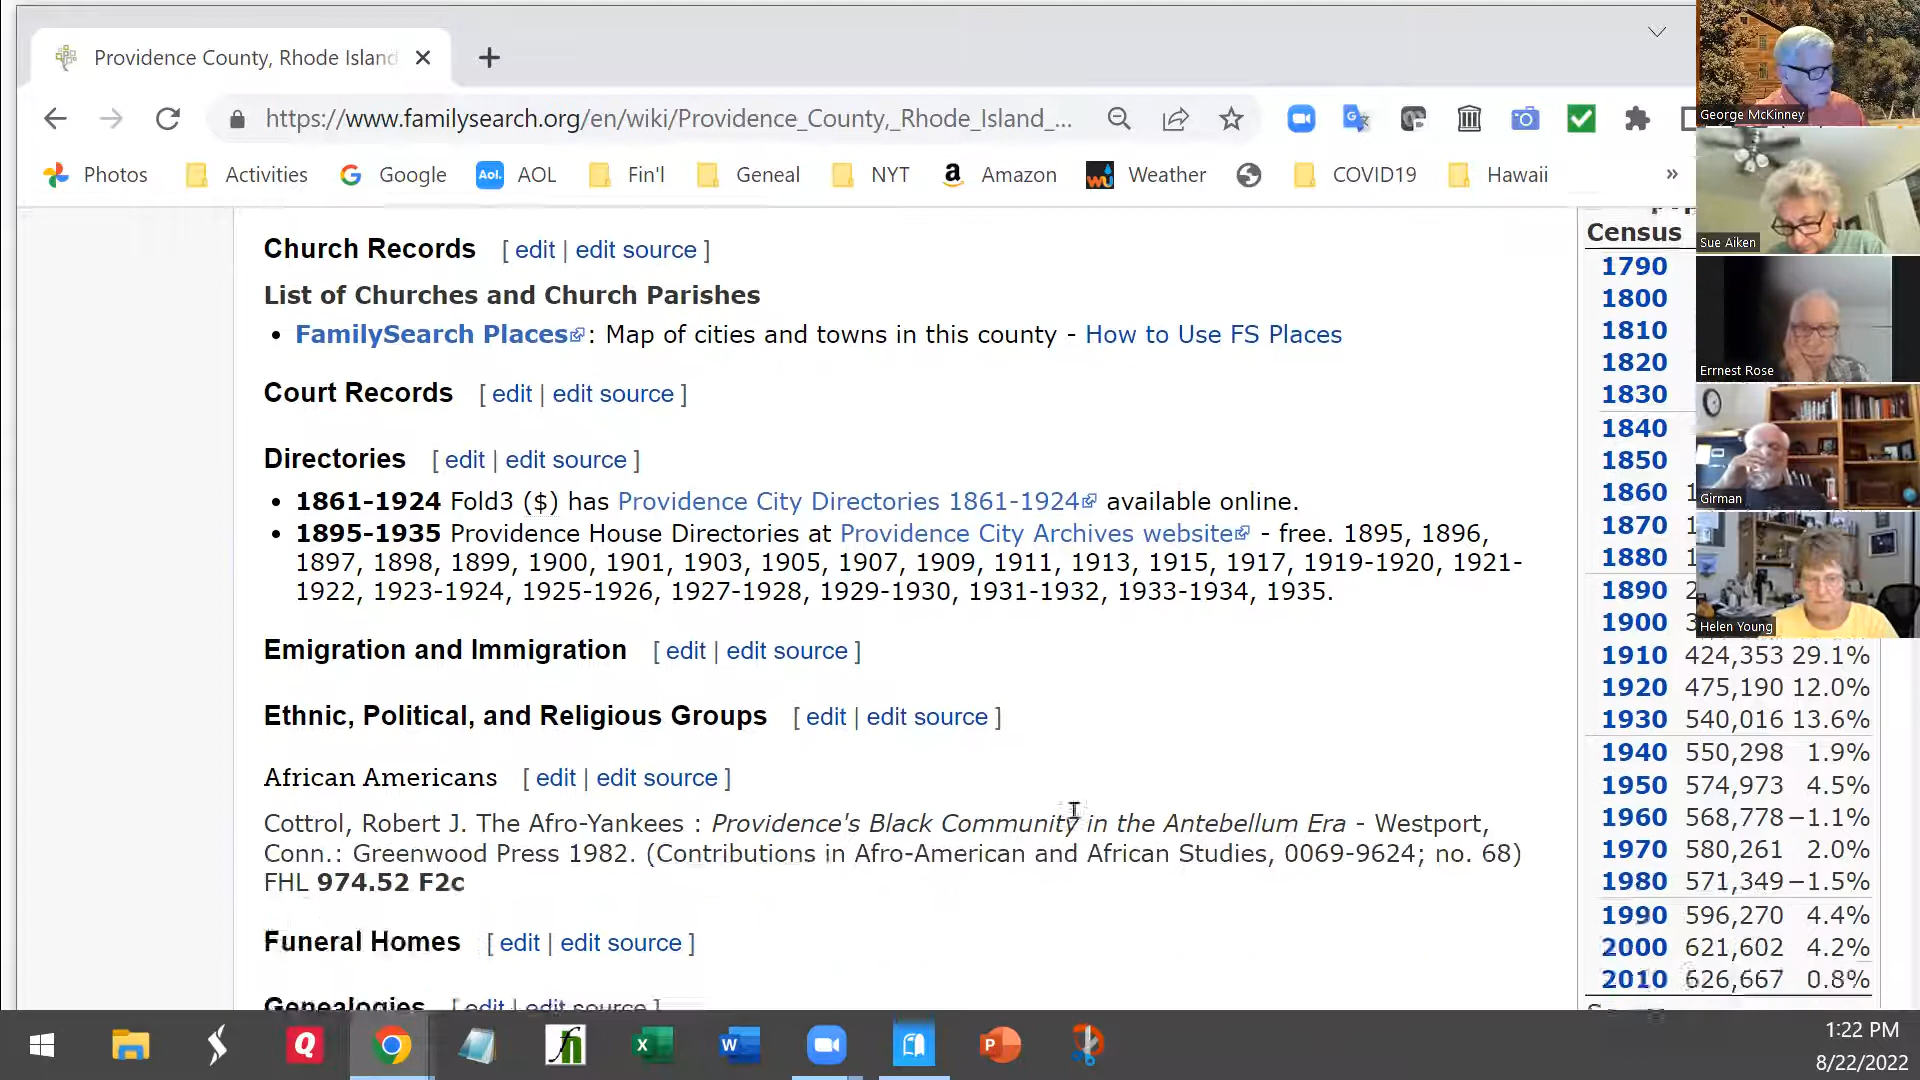 Providence County, Rhode Island
https://www.familysearch.org/en/wiki/Providence_County,_Rhode_Island_...
Photos Activities Google Aol. AOL Fin'l Geneal NYT Amazon Weather COVID19 Hawaii »
Church Records [ edit | edit source ]
List of Churches and Church Parishes
• FamilySearch Places: Map of cities and towns in this county - How to Use FS Places
Court Records [ edit | edit source ]
Directories [ edit | edit source ]
• 1861-1924 Fold3 ($) has Providence City Directories 1861-1924 available online.
• 1895-1935 Providence House Directories at Providence City Archives website - free. 1895, 1896,
1897, 1898, 1899, 1900, 1901, 1903, 1905, 1907, 1909, 1911, 1913, 1915, 1917, 1919-1920, 1921-
1922, 1923-1924, 1925-1926, 1927-1928, 1929-1930, 1931-1932, 1933-1934, 1935.
Emigration and Immigration [ edit | edit source ]
Ethnic, Political, and Religious Groups [ edit | edit source ]
African Americans [ edit | edit source ]
Cottrol, Robert J. The Afro-Yankees : Providence's Black Community in the Antebellum Era - Westport,
Conn.: Greenwood Press 1982. (Contributions in Afro-American and African Studies, 0069-9624; no. 68)
FHL 974.52 F2c
Funeral Homes [ edit | edit source ]
Genealogies [ edit | edit source ]
Census
1790
1800
1810
1820
1830
1840
1850
1860 1
1870 1
1880 1
1890 2
1900 3
1910 424,353 29.1%
1920 475,190 12.0%
1930 540,016 13.6%
1940 550,298 1.9%
1950 574,973 4.5%
1960 568,778 −1.1%
1970 580,261 2.0%
1980 571,349 −1.5%
1990 596,270 4.4%
2000 621,602 4.2%
2010 626,667 0.8%
George McKinney
Sue Aiken
Errnest Rose
Girman
Helen Young
1:22 PM
8/22/2022